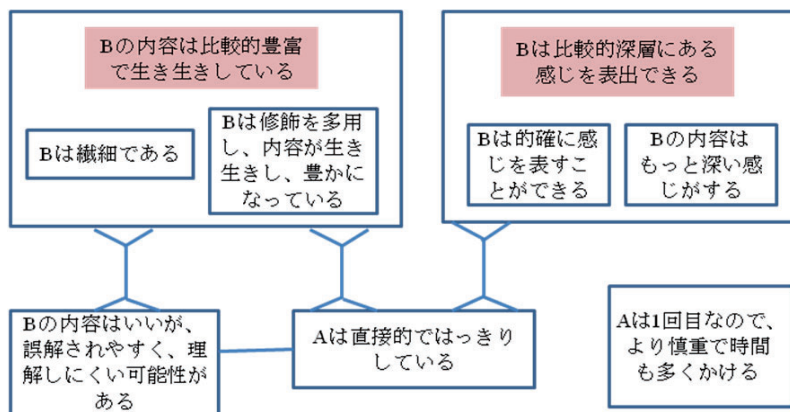 Bの内容は比較的豊富
で生き生きしている
Bは繊細である
Bは修飾を多用
し、内容が生き
生きし、豊かに
なっている
Bは比較的深層にある
感じを表出できる
Bは的確に感
じを表すこ
とができる
Bの内容は
もっと深い感
じがする
Bの内容はいいが、
誤解されやすく、理
解しにくい可能性が
ある
Aは直接的ではっきり
している
Aは1回目なので、
より慎重で時間
も多くかける